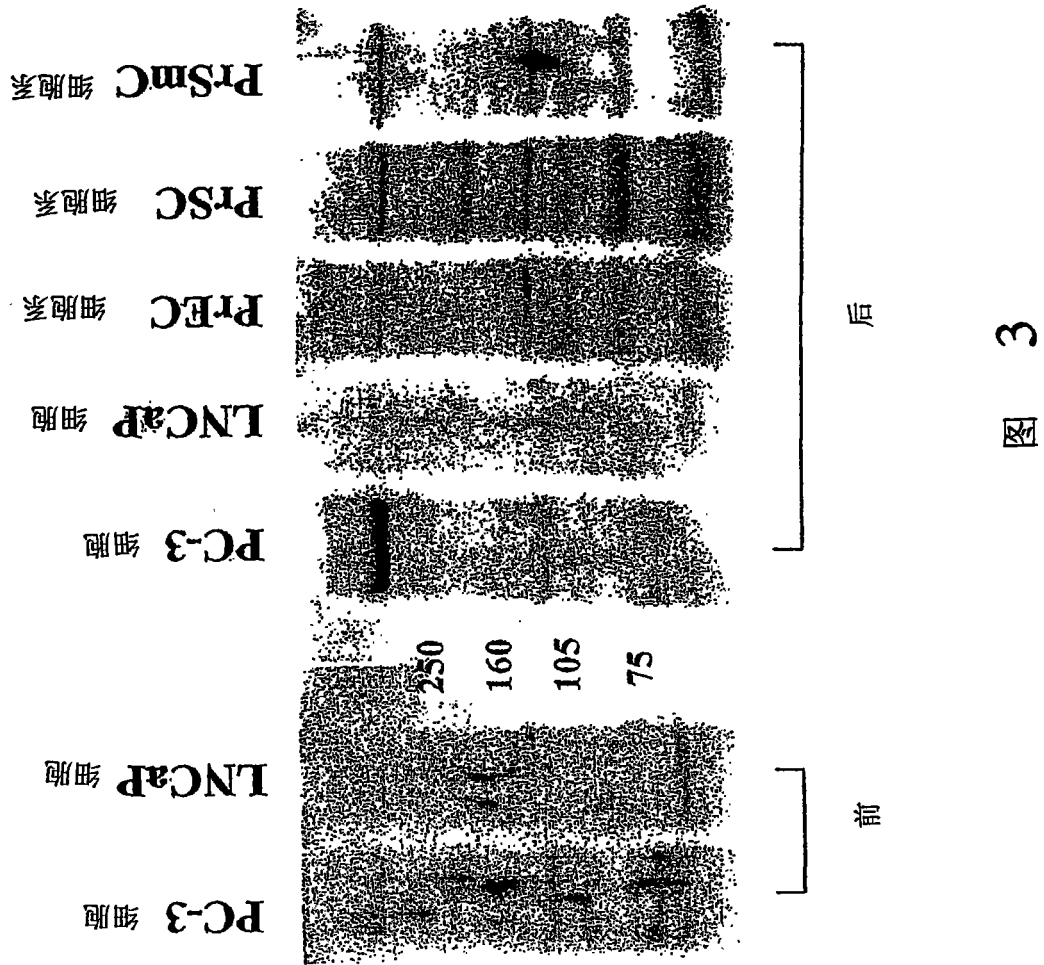 PC-3 细胞
LNCaP 细胞
PC-3 细胞
LNCaP 细胞
PrEC 细胞系
PrSC 细胞系
PrSmC 细胞系
250
160
105
75
前
后
图 3